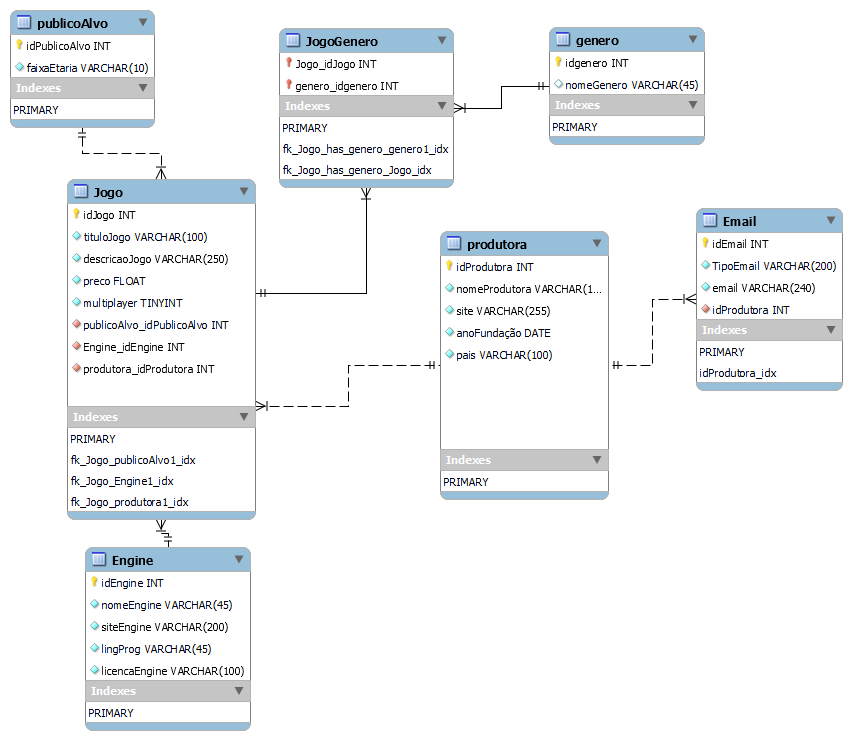 publicoAlvo
idPublicoAlvo INT
faixaEtaria VARCHAR(10)
Indexes
PRIMARY
JogoGenero
Jogo_idJogo INT
genero_idgenero INT
Indexes
PRIMARY
fk_Jogo_has_genero_genero1_idx
fk_Jogo_has_genero_Jogo_idx
genero
idgenero INT
nomeGenero VARCHAR(45)
Indexes
PRIMARY
Jogo
idJogo INT
tituloJogo VARCHAR(100)
descricaoJogo VARCHAR(250)
preco FLOAT
multiplayer TINYINT
publicoAlvo_idPublicoAlvo INT
Engine_idEngine INT
produtora_idProdutora INT
Indexes
PRIMARY
fk_Jogo_publicoAlvo1_idx
fk_Jogo_Engine1_idx
fk_Jogo_produtora1_idx
produtora
idProdutora INT
nomeProdutora VARCHAR(1...
site VARCHAR(255)
anoFundação DATE
pais VARCHAR(100)
Indexes
PRIMARY
Email
idEmail INT
TipoEmail VARCHAR(200)
email VARCHAR(240)
idProdutora INT
Indexes
PRIMARY
idProdutora_idx
Engine
idEngine INT
nomeEngine VARCHAR(45)
siteEngine VARCHAR(200)
lingProg VARCHAR(45)
licencaEngine VARCHAR(100)
Indexes
PRIMARY